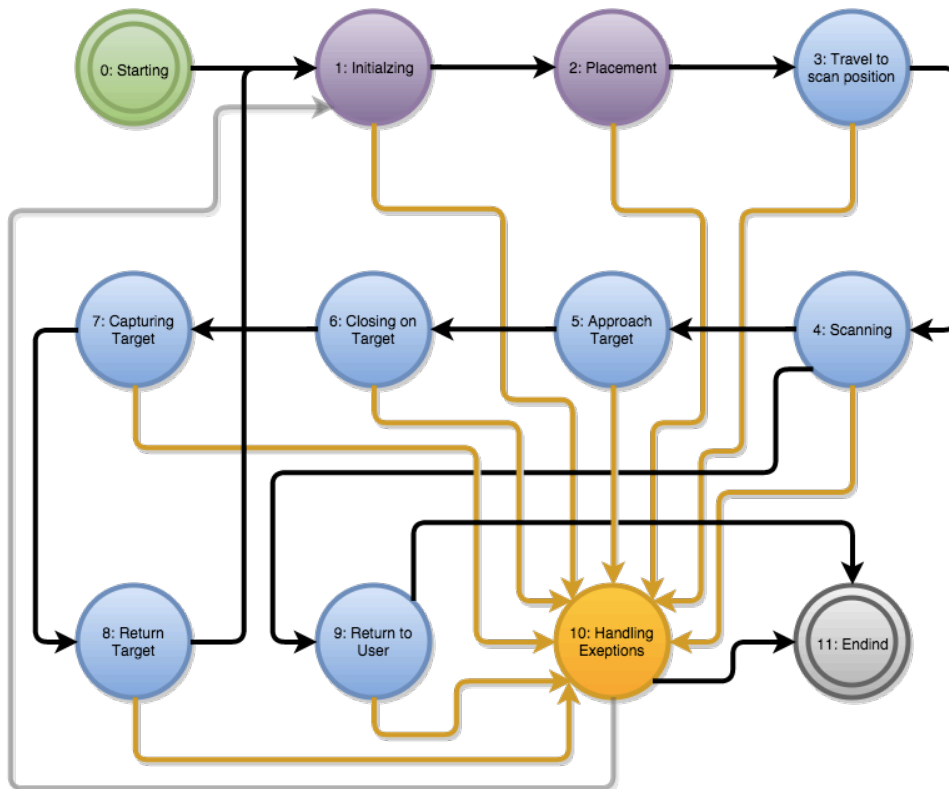 0: Starting
1: Initialzing
2: Placement
3: Travel to
scan position
7: Capturing
Target
6: Closing on
Target
5: Approach
Target
4: Scanning
8: Return
Target
9: Return to
User
10: Handling
Exeptions
11: Endind